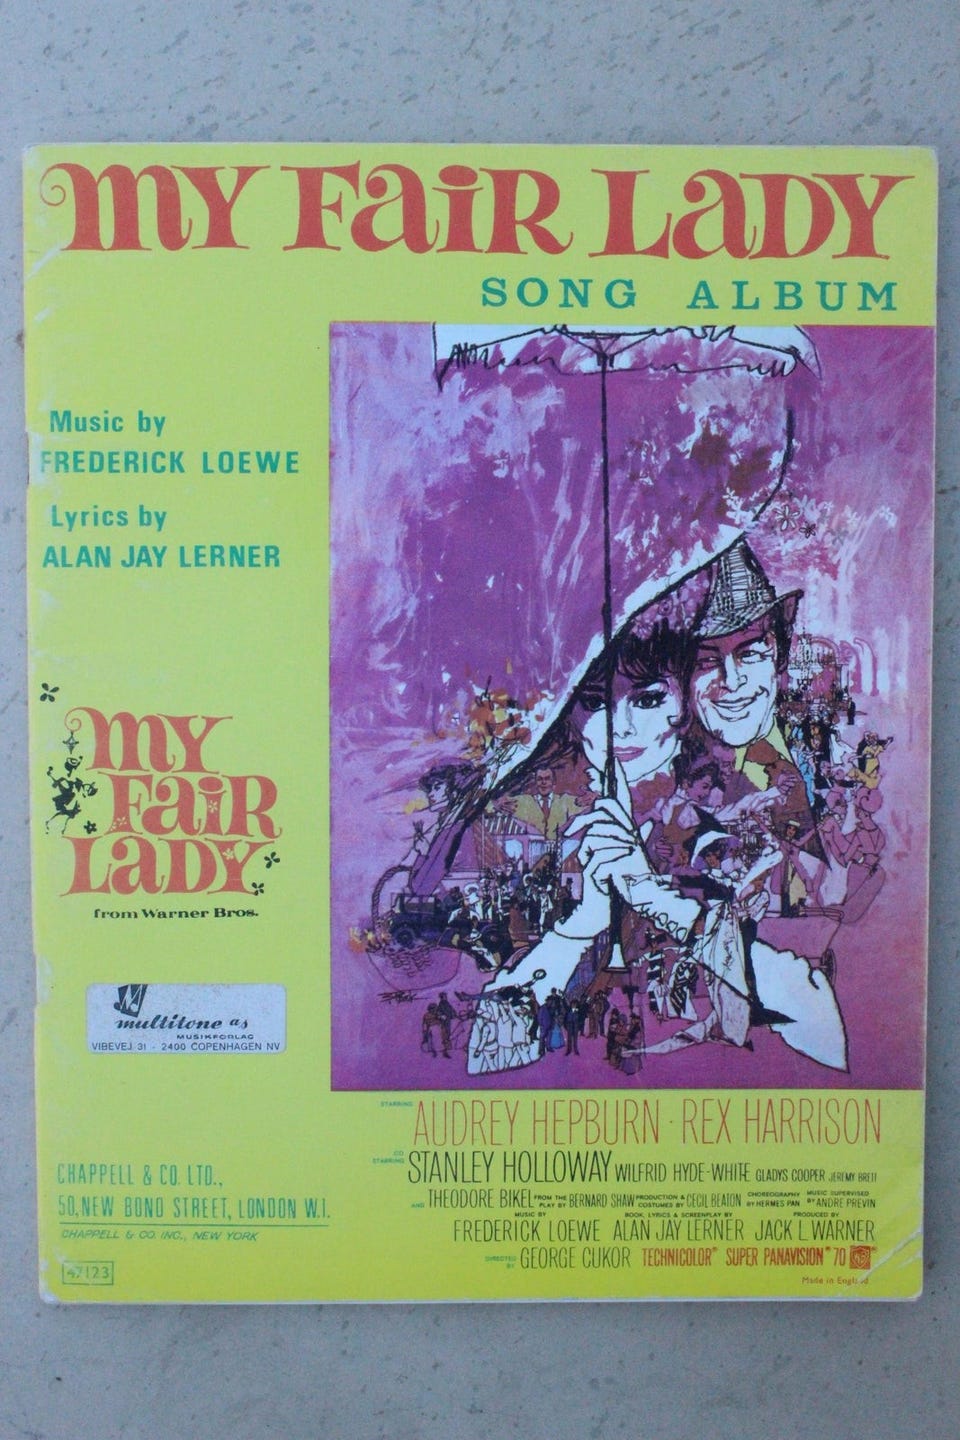 MY FAIR LADY
SONG ALBUM
Music by
FREDERICK LOEWE
Lyrics by
ALAN JAY LERNER
MY
FAIR
LADY
from Warner Bros.
multitone as
MUSIKFORLAG
VIBEVEJ 31 - 2400 COPENHAGEN NV
STARRING AUDREY HEPBURN · REX HARRISON
CO STARRING STANLEY HOLLOWAY WILFRID HYDE-WHITE GLADYS COOPER JEREMY BRETT
AND THEODORE BIKEL FROM THE PLAY BY BERNARD SHAW PRODUCTION & COSTUMES BY CECIL BEATON CHOREOGRAPHY BY HERMES PAN MUSIC SUPERVISED BY ANDRE PREVIN
MUSIC BY FREDERICK LOEWE BOOK, LYRICS & SCREENPLAY BY ALAN JAY LERNER PRODUCED BY JACK L. WARNER
DIRECTED BY GEORGE CUKOR TECHNICOLOR® SUPER PANAVISION® 70 WB
Made in England
CHAPPELL & CO. LTD.,
50, NEW BOND STREET, LONDON W.1.
CHAPPELL & CO. INC., NEW YORK
47123